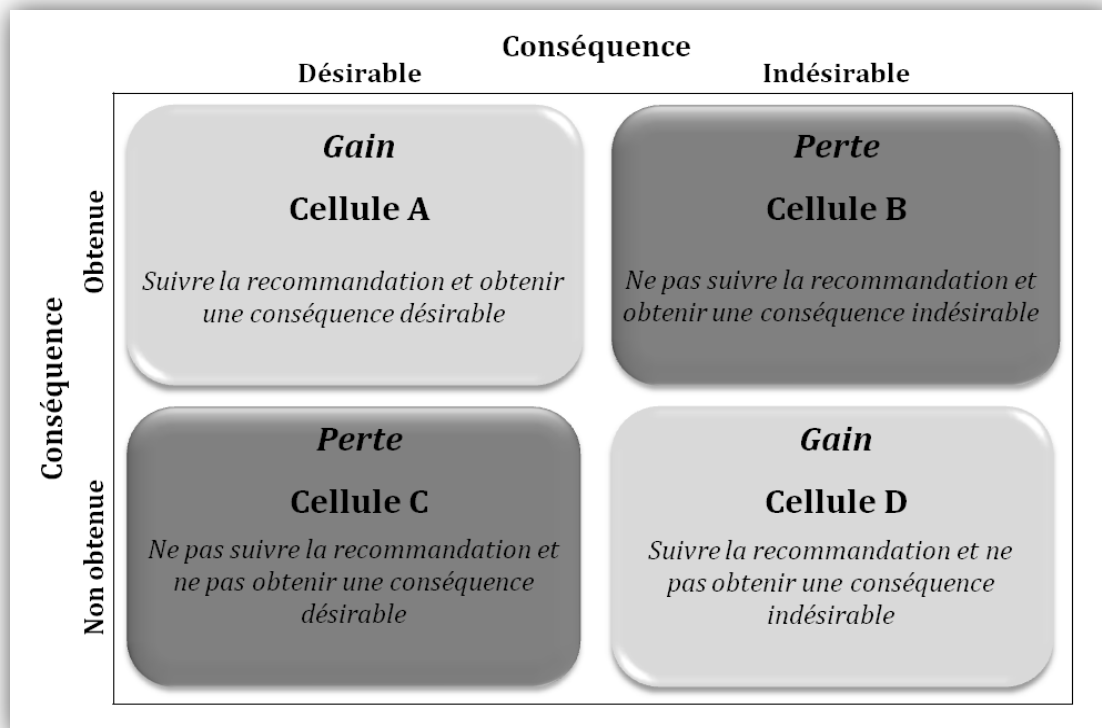 Conséquence
Désirable
Indésirable
Conséquence
Obtenue
Gain
Cellule A
Suivre la recommandation et obtenir
une conséquence désirable
Perte
Cellule B
Ne pas suivre la recommandation et
obtenir une conséquence indésirable
Non obtenue
Perte
Cellule C
Ne pas suivre la recommandation et
ne pas obtenir une conséquence
désirable
Gain
Cellule D
Suivre la recommandation et ne
pas obtenir une conséquence
indésirable